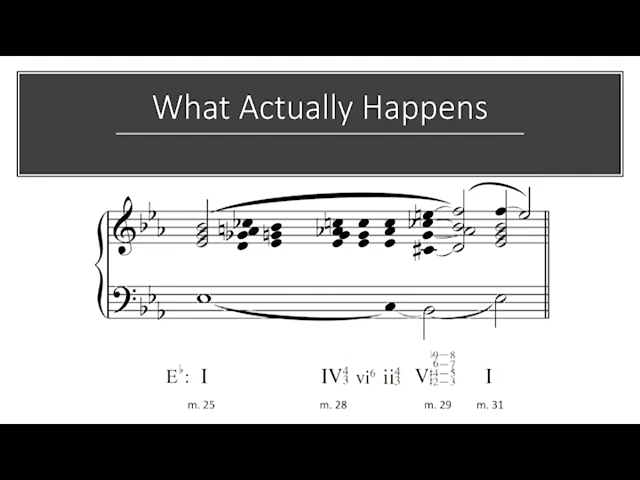 What Actually Happens
E♭: I IV4/3 vi6 ii4/3 V♭9–8 6–7 ♮4–5 ♯2–3 I
m. 25 m. 28 m. 29 m. 31